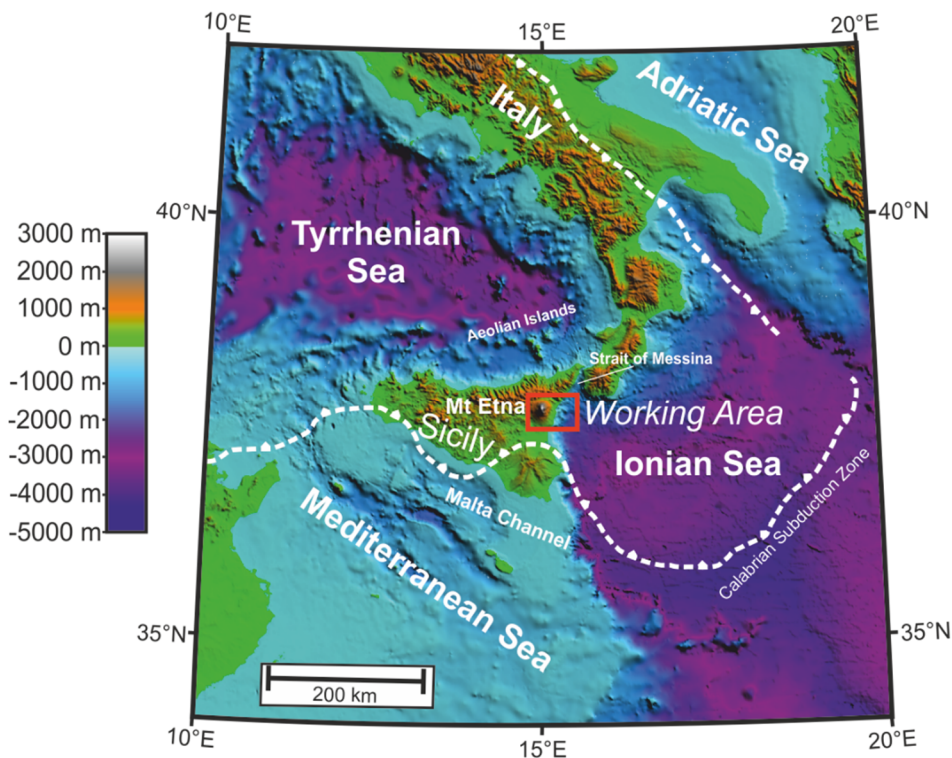 10°E
15°E
20°E
Adriatic Sea
Italy
40°N
40°N
Tyrrhenian
Sea
3000 m
2000 m
1000 m
0 m
-1000 m
-2000 m
-3000 m
-4000 m
-5000 m
Aeolian Islands
Strait of Messina
Mt Etna
Working Area
Sicily
Ionian Sea
Malta Channel
Calabrian Subduction Zone
Mediterranean Sea
35°N
35°N
200 km
10°E
15°E
20°E